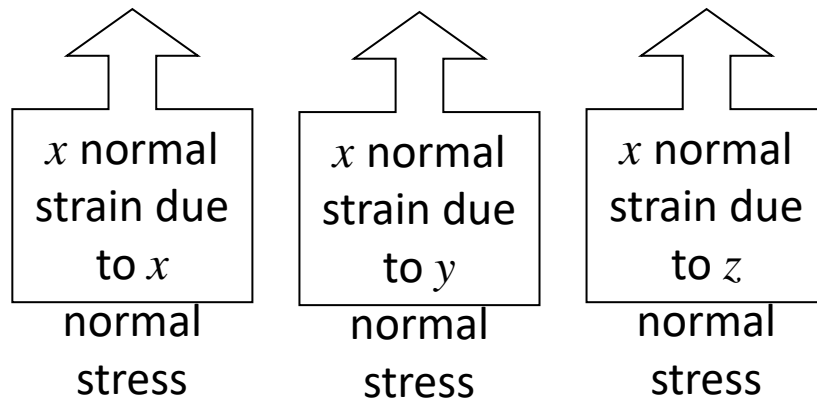 x normal
strain due
to x
normal
stress
x normal
strain due
to y
normal
stress
x normal
strain due
to z
normal
stress